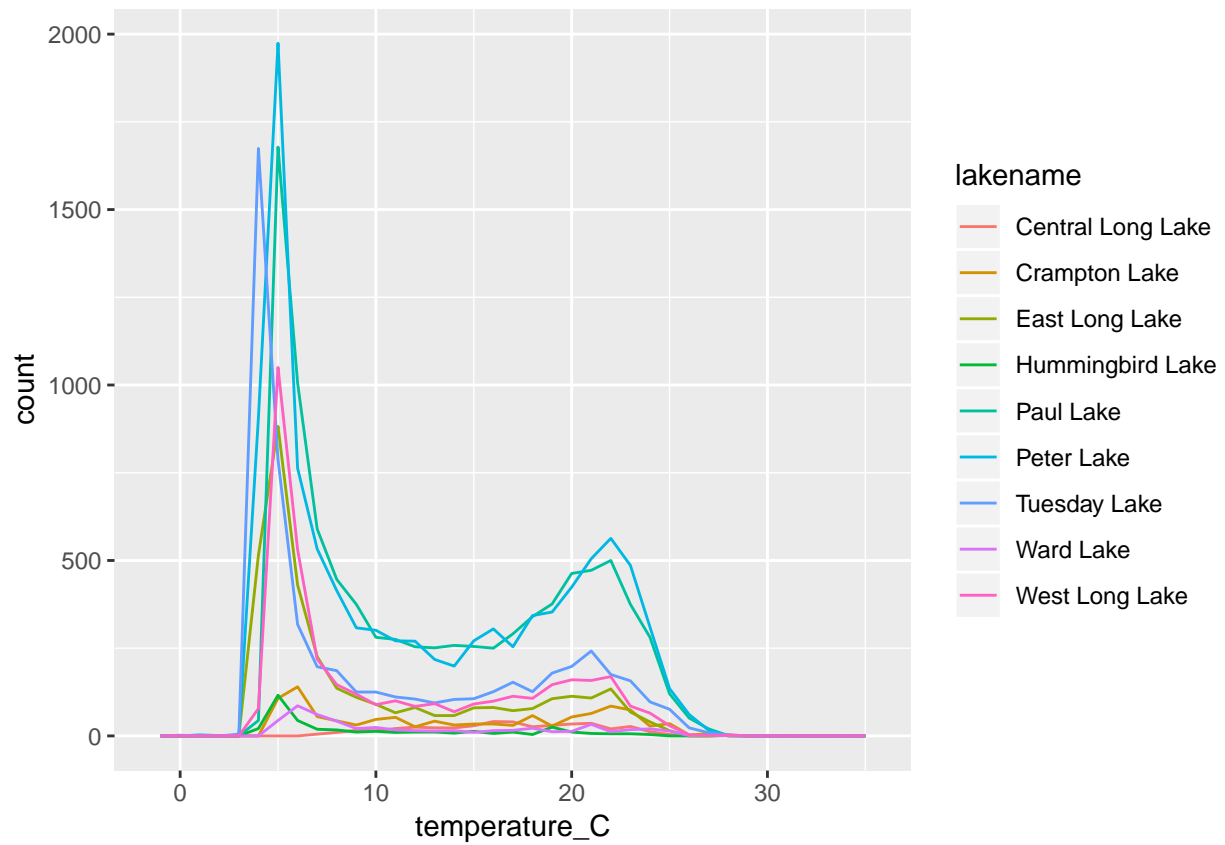 2000
1500
1000
500
0
count
0 10 20 30
temperature_C
lakename
Central Long Lake
Crampton Lake
East Long Lake
Hummingbird Lake
Paul Lake
Peter Lake
Tuesday Lake
Ward Lake
West Long Lake